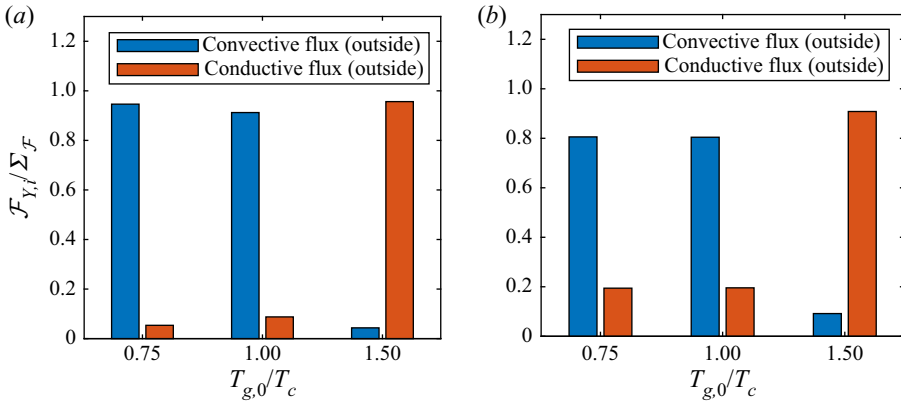 (a)
1.2
1.0
0.8
0.6
0.4
0.2
0
Convective flux (outside)
Conductive flux (outside)
0.75 1.00 1.50
T_{g,0}/T_c
ℱ_{Y,i}/Σ_ℱ
(b)
1.2
1.0
0.8
0.6
0.4
0.2
0
Convective flux (outside)
Conductive flux (outside)
0.75 1.00 1.50
T_{g,0}/T_c